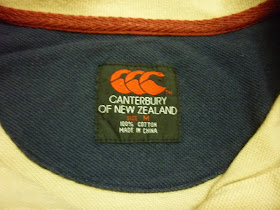 CANTERBURY
OF NEW ZEALAND
SIZE M
100% COTTON
MADE IN CHINA